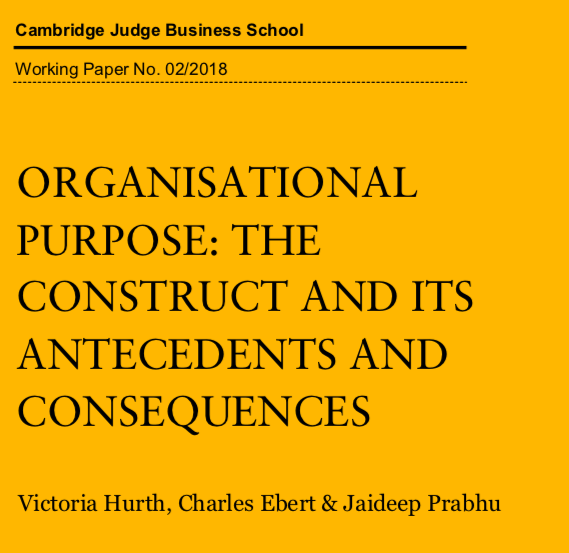 Cambridge Judge Business School
Working Paper No. 02/2018
ORGANISATIONAL
PURPOSE: THE
CONSTRUCT AND ITS
ANTECEDENTS AND
CONSEQUENCES
Victoria Hurth, Charles Ebert & Jaideep Prabhu